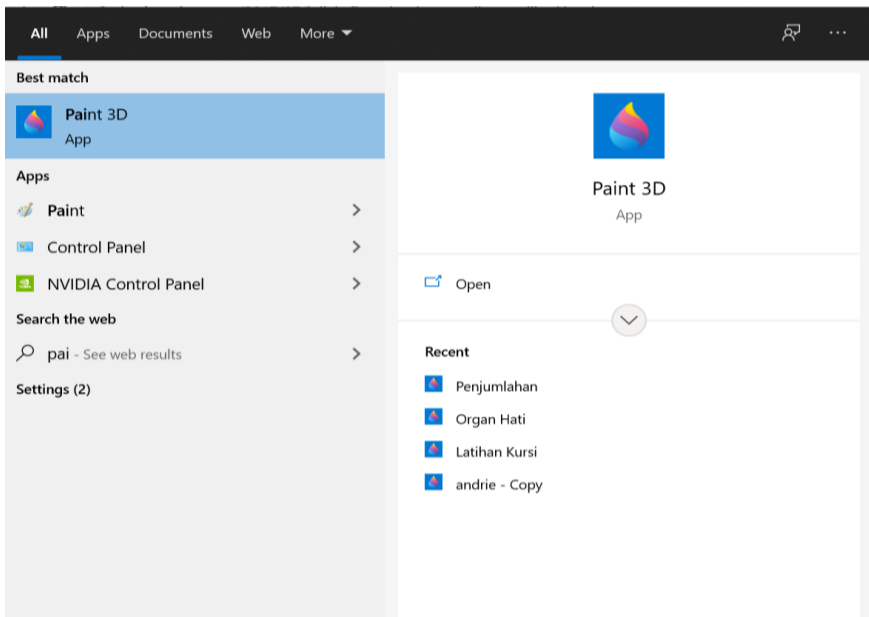 All Apps Documents Web More
Best match
Paint 3D
App
Apps
Paint
Control Panel
NVIDIA Control Panel
Search the web
pai - See web results
Settings (2)
Paint 3D
App
Open
Recent
Penjumlahan
Organ Hati
Latihan Kursi
andrie - Copy